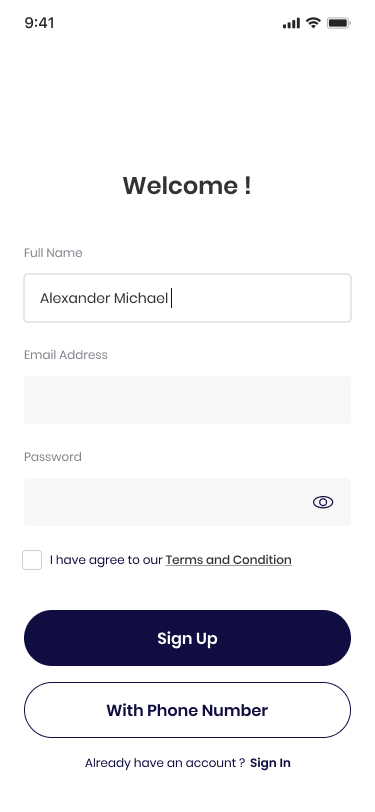 9:41
Welcome !
Full Name
Alexander Michael
Email Address
Password
I have agree to our Terms and Condition
Sign Up
With Phone Number
Already have an account ? Sign In